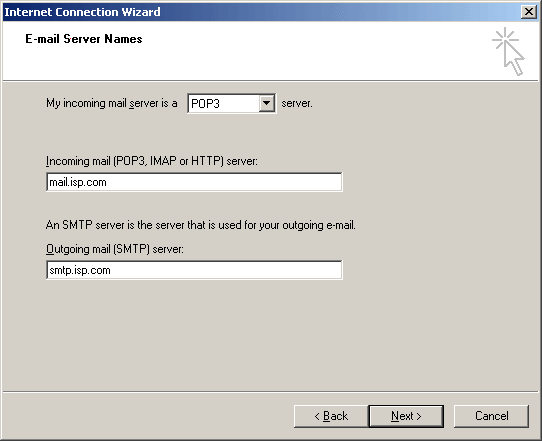 Internet Connection Wizard
E-mail Server Names
My incoming mail server is a POP3 server.
Incoming mail (POP3, IMAP or HTTP) server:
mail.isp.com
An SMTP server is the server that is used for your outgoing e-mail.
Outgoing mail (SMTP) server:
smtp.isp.com
< Back Next > Cancel